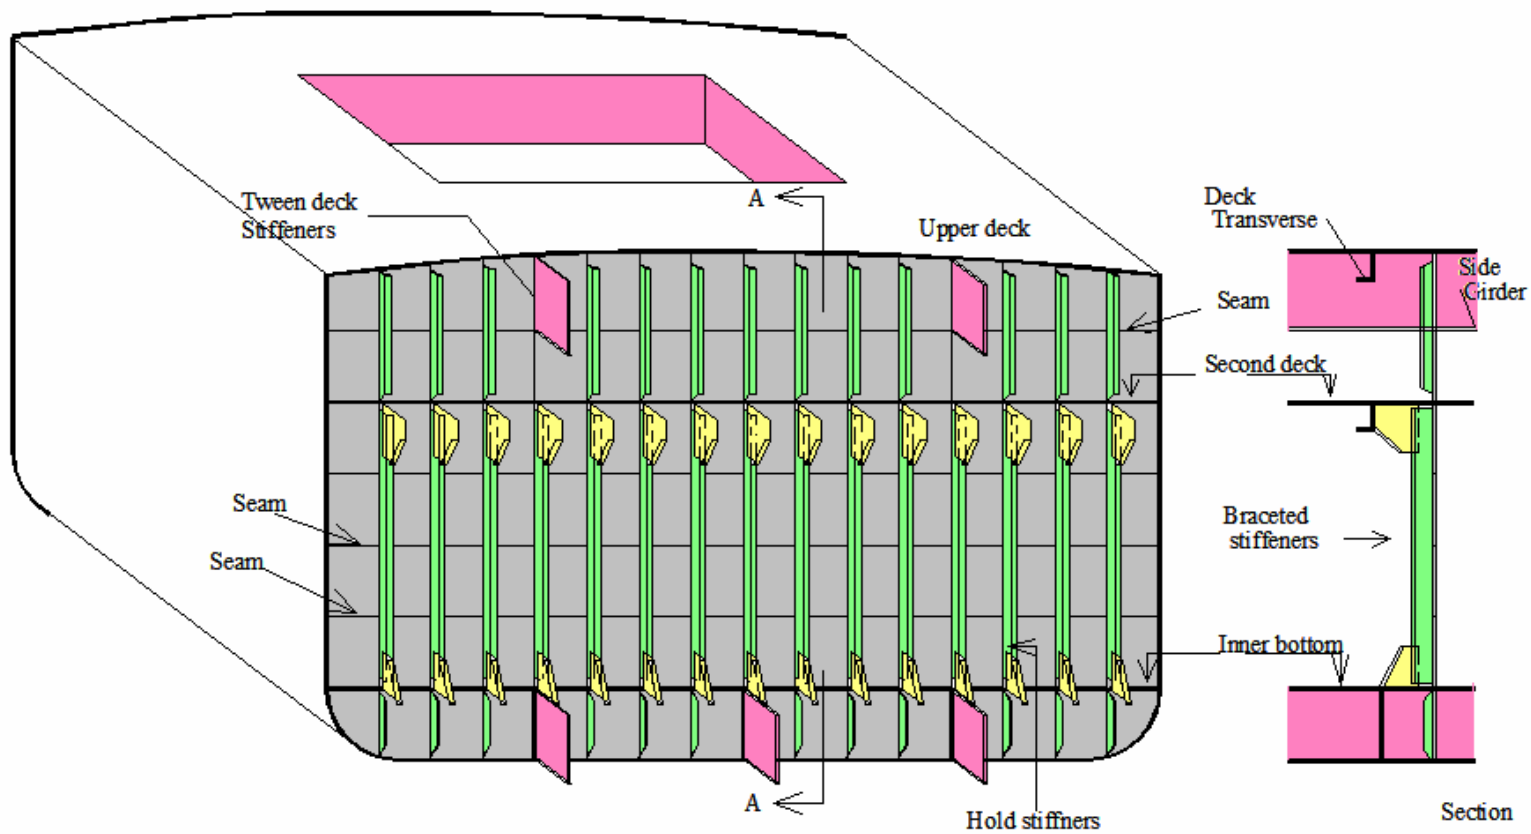 A
Tween deck
Stiffeners
Upper deck
Deck
Transverse
Side
Girder
Seam
Second deck
Seam
Seam
Braceted
stiffeners
Inner bottom
A
Hold stiffners
Section